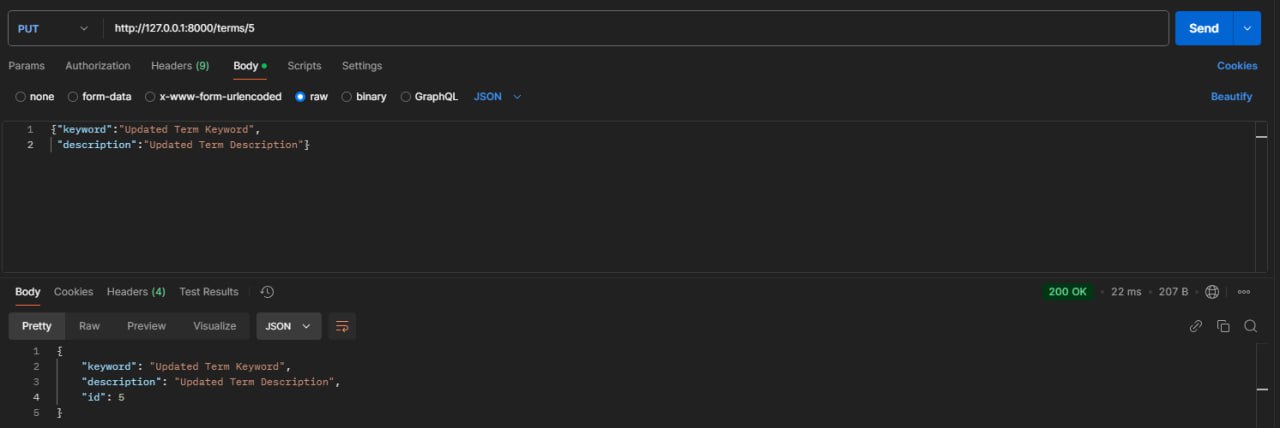 PUT http://127.0.0.1:8000/terms/5 Send
Params Authorization Headers (9) Body Scripts Settings Cookies
none form-data x-www-form-urlencoded raw binary GraphQL JSON Beautify
1 {"keyword":"Updated Term Keyword",
2 "description":"Updated Term Description"}
Body Cookies Headers (4) Test Results 200 OK • 22 ms • 207 B
Pretty Raw Preview Visualize JSON
1 {
2 "keyword": "Updated Term Keyword",
3 "description": "Updated Term Description",
4 "id": 5
5 }